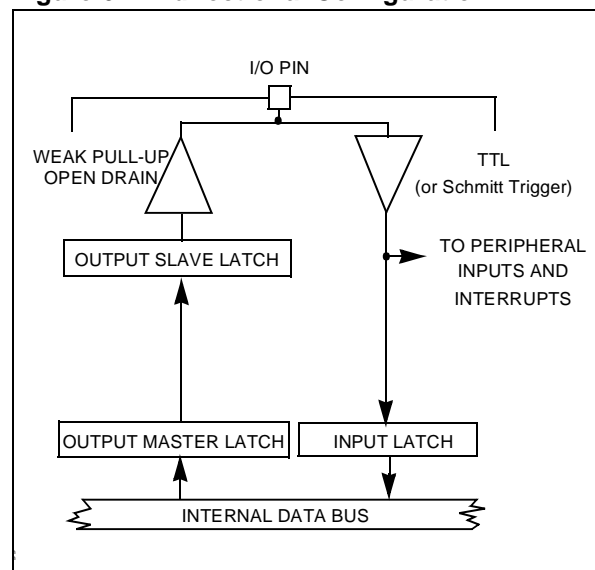 I/O PIN
WEAK PULL-UP
OPEN DRAIN
TTL
(or Schmitt Trigger)
OUTPUT SLAVE LATCH
TO PERIPHERAL
INPUTS AND
INTERRUPTS
OUTPUT MASTER LATCH
INPUT LATCH
INTERNAL DATA BUS